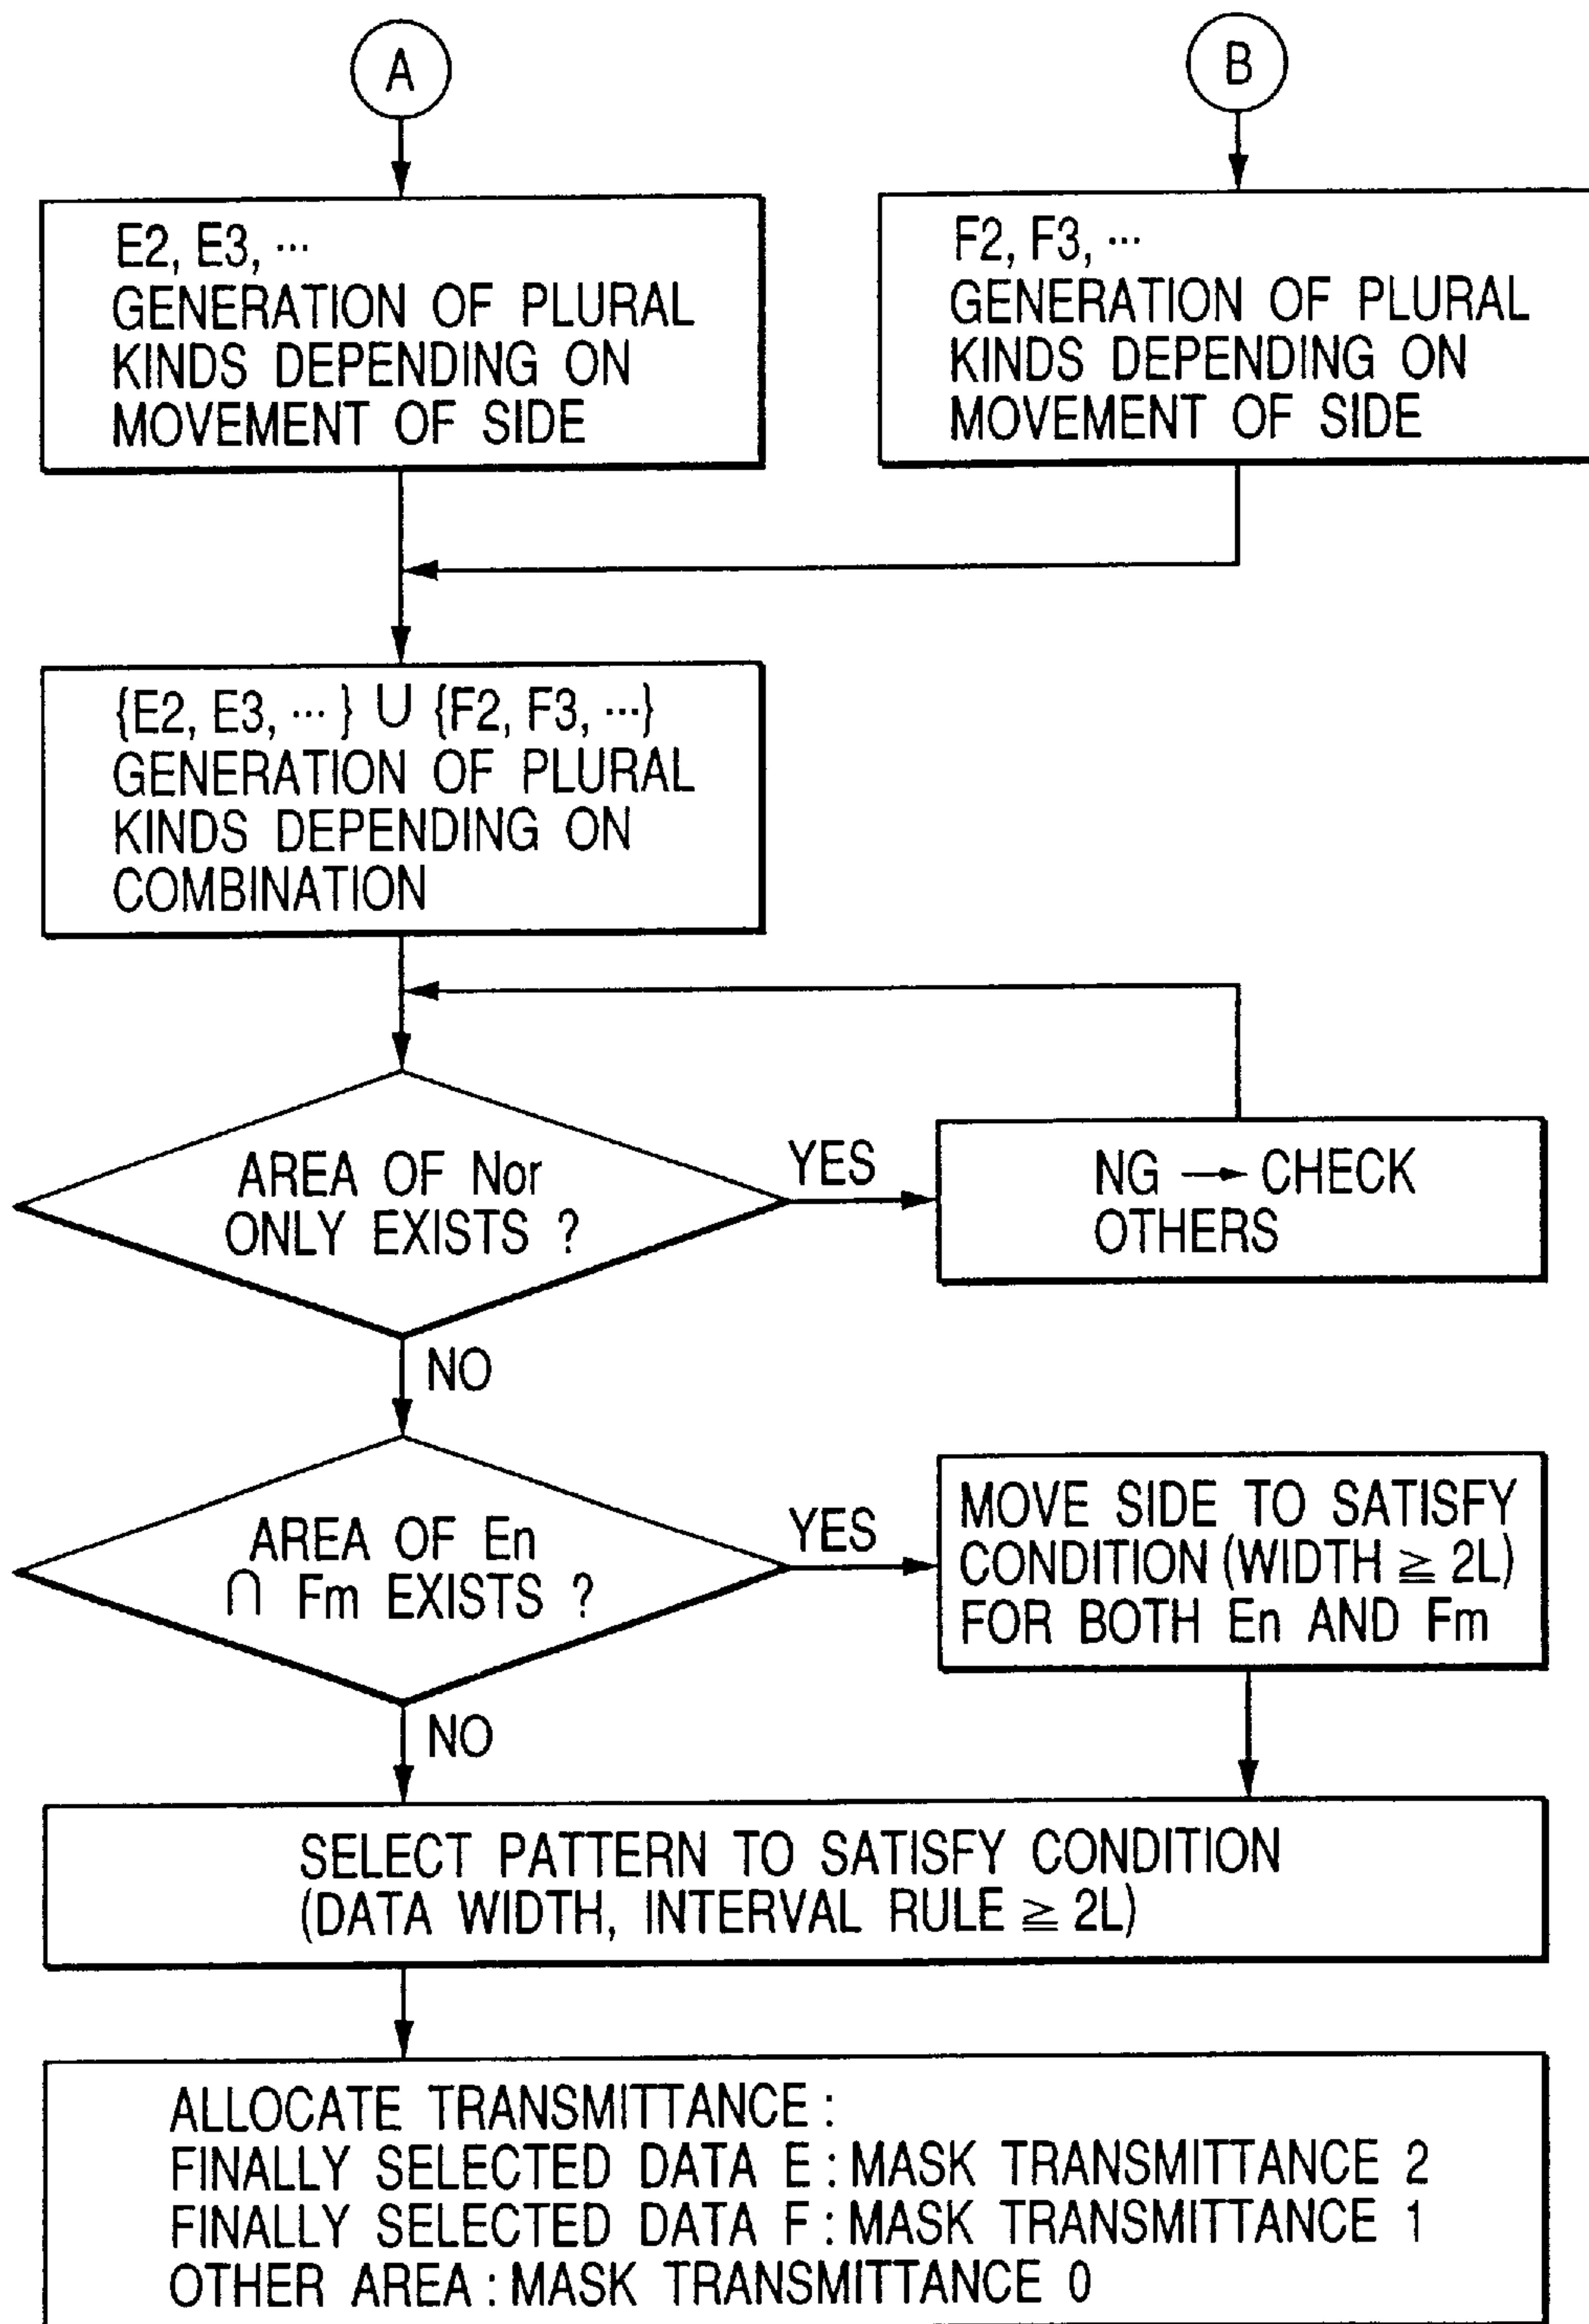 A
B
E2, E3, ···
GENERATION OF PLURAL
KINDS DEPENDING ON
MOVEMENT OF SIDE
F2, F3, ···
GENERATION OF PLURAL
KINDS DEPENDING ON
MOVEMENT OF SIDE
{E2, E3, ··· } ∪ {F2, F3, ···}
GENERATION OF PLURAL
KINDS DEPENDING ON
COMBINATION
AREA OF Nor
ONLY EXISTS ?
YES
NG → CHECK
OTHERS
NO
AREA OF En
∩ Fm EXISTS ?
YES
MOVE SIDE TO SATISFY
CONDITION (WIDTH ≧ 2L)
FOR BOTH En AND Fm
NO
SELECT PATTERN TO SATISFY CONDITION
(DATA WIDTH, INTERVAL RULE ≧ 2L)
ALLOCATE TRANSMITTANCE :
FINALLY SELECTED DATA E : MASK TRANSMITTANCE 2
FINALLY SELECTED DATA F : MASK TRANSMITTANCE 1
OTHER AREA : MASK TRANSMITTANCE 0